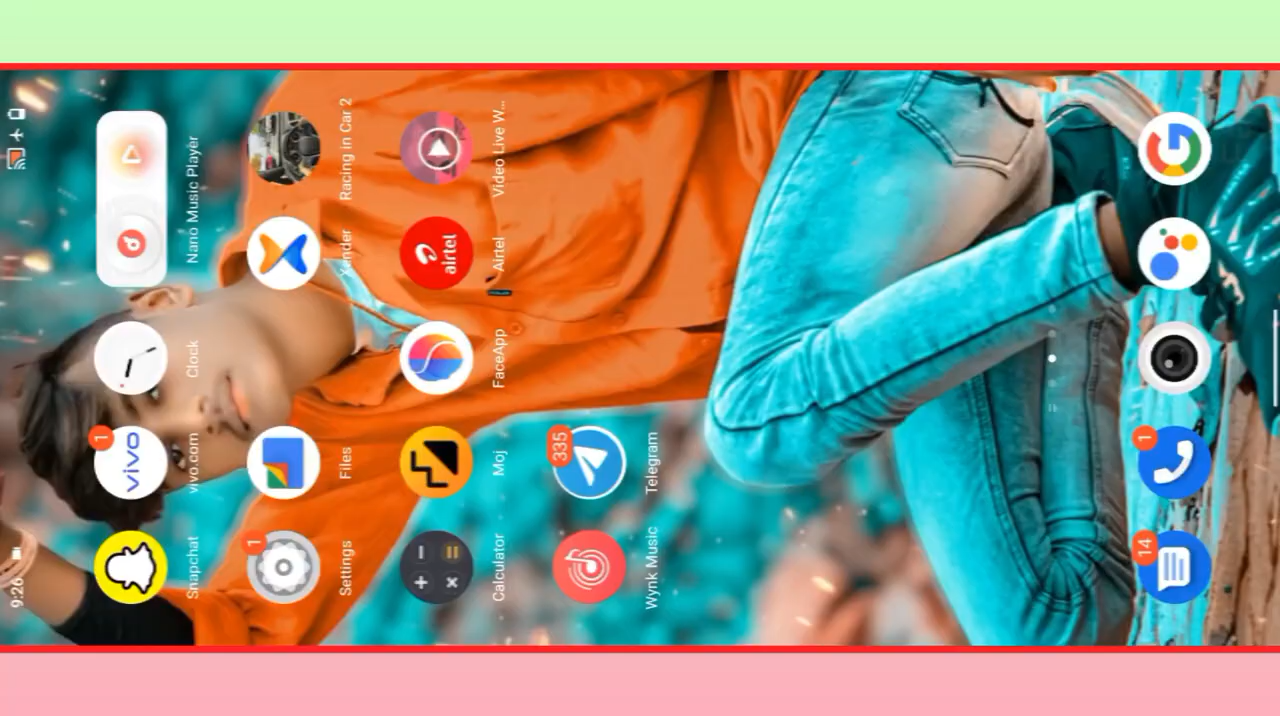 9:26
Snapchat
1
vivo
vivo.com
Clock
Nano Music Player
1
Settings
Files
Xender
Racing in Car 2
Calculator
Moj
FaceApp
airtel
Airtel
Video Live W...
Wynk Music
335
Telegram
14
1